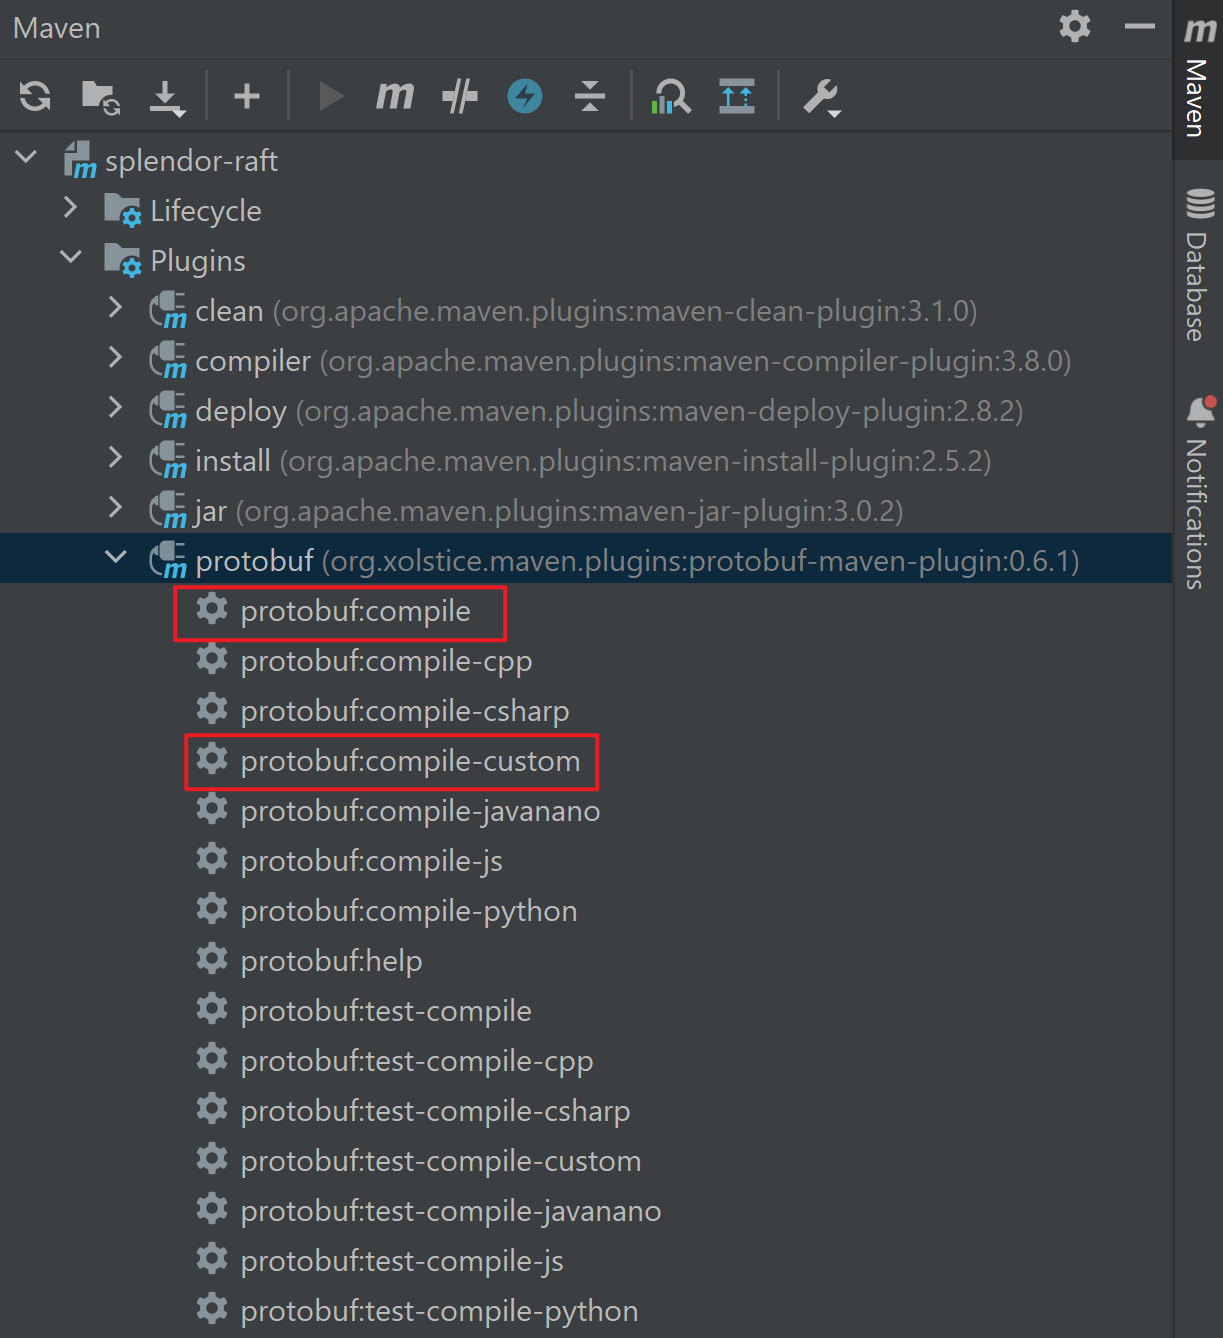 Maven
splendor-raft
Lifecycle
Plugins
clean (org.apache.maven.plugins:maven-clean-plugin:3.1.0)
compiler (org.apache.maven.plugins:maven-compiler-plugin:3.8.0)
deploy (org.apache.maven.plugins:maven-deploy-plugin:2.8.2)
install (org.apache.maven.plugins:maven-install-plugin:2.5.2)
jar (org.apache.maven.plugins:maven-jar-plugin:3.0.2)
protobuf (org.xolstice.maven.plugins:protobuf-maven-plugin:0.6.1)
protobuf:compile
protobuf:compile-cpp
protobuf:compile-csharp
protobuf:compile-custom
protobuf:compile-javanano
protobuf:compile-js
protobuf:compile-python
protobuf:help
protobuf:test-compile
protobuf:test-compile-cpp
protobuf:test-compile-csharp
protobuf:test-compile-custom
protobuf:test-compile-javanano
protobuf:test-compile-js
protobuf:test-compile-python
Maven
Database
Notifications